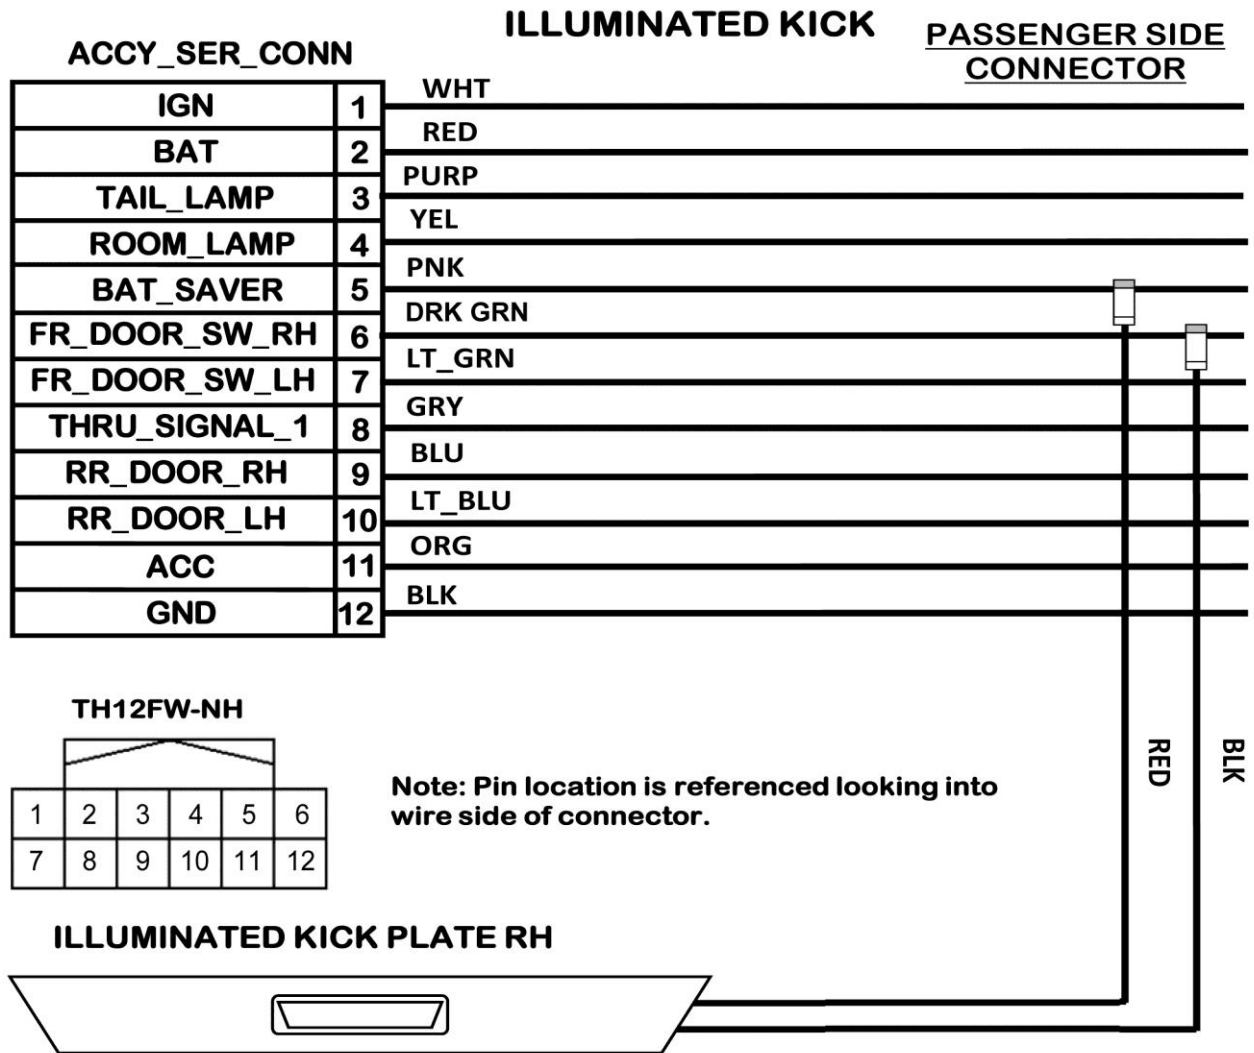 ILLUMINATED KICK
PASSENGER SIDE
CONNECTOR
ACCY_SER_CONN
IGN 1 WHT
BAT 2 RED
TAIL_LAMP 3 PURP
ROOM_LAMP 4 YEL
BAT_SAVER 5 PNK
FR_DOOR_SW_RH 6 DRK GRN
FR_DOOR_SW_LH 7 LT_GRN
THRU_SIGNAL_1 8 GRY
RR_DOOR_RH 9 BLU
RR_DOOR_LH 10 LT_BLU
ACC 11 ORG
GND 12 BLK
TH12FW-NH
1 2 3 4 5 6
7 8 9 10 11 12
Note: Pin location is referenced looking into
wire side of connector.
RED
BLK
ILLUMINATED KICK PLATE RH